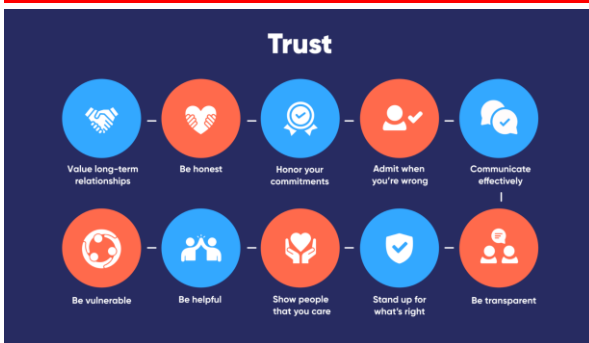 Trust
Value long-term
relationships
Be honest
Honor your
commitments
Admit when
you're wrong
Communicate
effectively
Be vulnerable
Be helpful
Show people
that you care
Stand up for
what's right
Be transparent